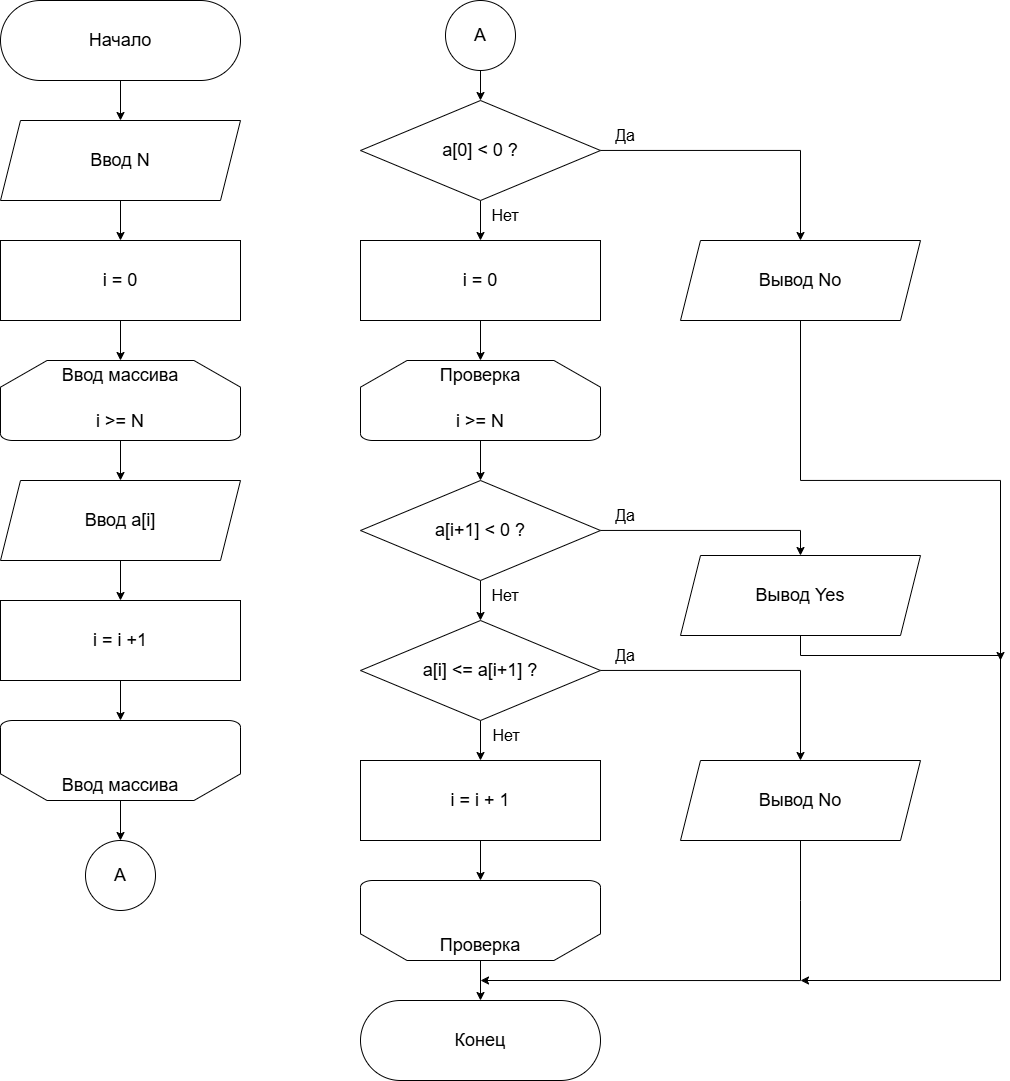 Начало
Ввод N
i = 0
Ввод массива
i >= N
Ввод a[i]
i = i +1
Ввод массива
А
А
a[0] < 0 ?
Да
Нет
i = 0
Вывод No
Проверка
i >= N
a[i+1] < 0 ?
Да
Нет
Вывод Yes
a[i] <= a[i+1] ?
Да
Нет
i = i + 1
Вывод No
Проверка
Конец